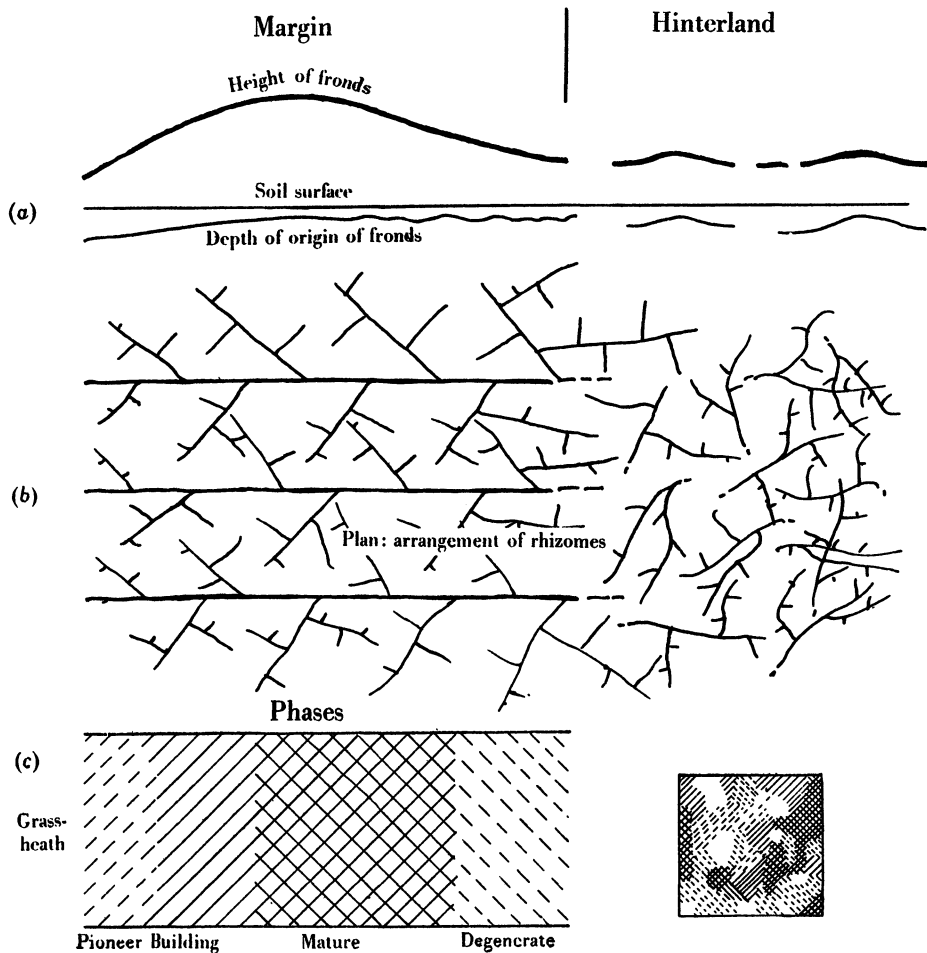 Margin
Hinterland
Height of fronds
Soil surface
(a)
Depth of origin of fronds
(b)
Plan: arrangement of rhizomes
Phases
(c)
Grass-
heath
Pioneer Building Mature Degenerate